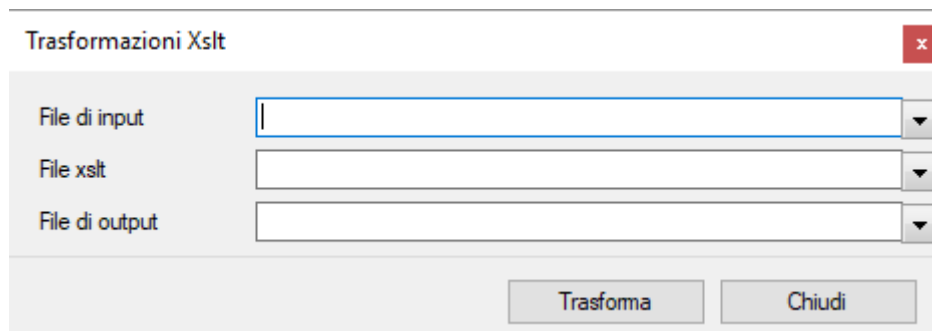 Trasformazioni Xslt
x
File di input
File xslt
File di output
Trasforma Chiudi